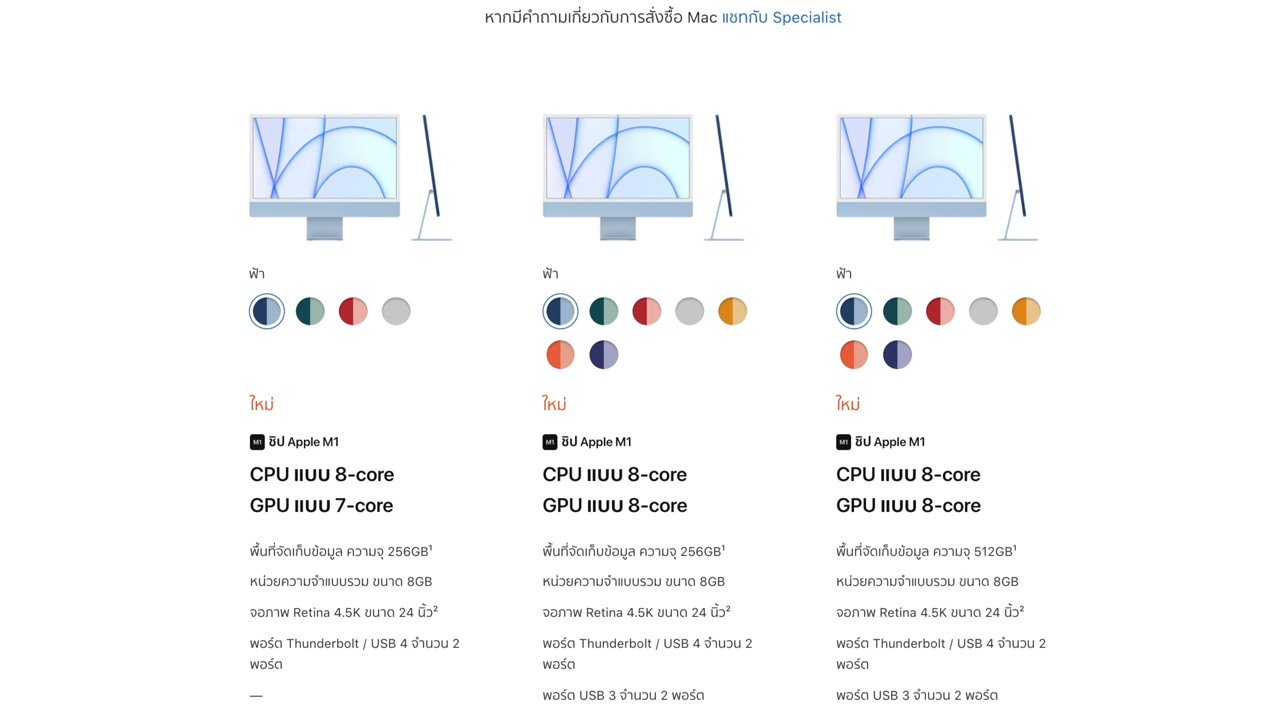 หากมีคำถามเกี่ยวกับการสั่งซื้อ Mac แชทกับ Specialist
ฟ้า
ใหม่
M1 ชิป Apple M1
CPU แบบ 8-core
GPU แบบ 7-core
พื้นที่จัดเก็บข้อมูล ความจุ 256GB¹
หน่วยความจำแบบรวม ขนาด 8GB
จอภาพ Retina 4.5K ขนาด 24 นิ้ว²
พอร์ต Thunderbolt / USB 4 จำนวน 2
พอร์ต
—
ฟ้า
ใหม่
M1 ชิป Apple M1
CPU แบบ 8-core
GPU แบบ 8-core
พื้นที่จัดเก็บข้อมูล ความจุ 256GB¹
หน่วยความจำแบบรวม ขนาด 8GB
จอภาพ Retina 4.5K ขนาด 24 นิ้ว²
พอร์ต Thunderbolt / USB 4 จำนวน 2
พอร์ต
พอร์ต USB 3 จำนวน 2 พอร์ต
ฟ้า
ใหม่
M1 ชิป Apple M1
CPU แบบ 8-core
GPU แบบ 8-core
พื้นที่จัดเก็บข้อมูล ความจุ 512GB¹
หน่วยความจำแบบรวม ขนาด 8GB
จอภาพ Retina 4.5K ขนาด 24 นิ้ว²
พอร์ต Thunderbolt / USB 4 จำนวน 2
พอร์ต
พอร์ต USB 3 จำนวน 2 พอร์ต